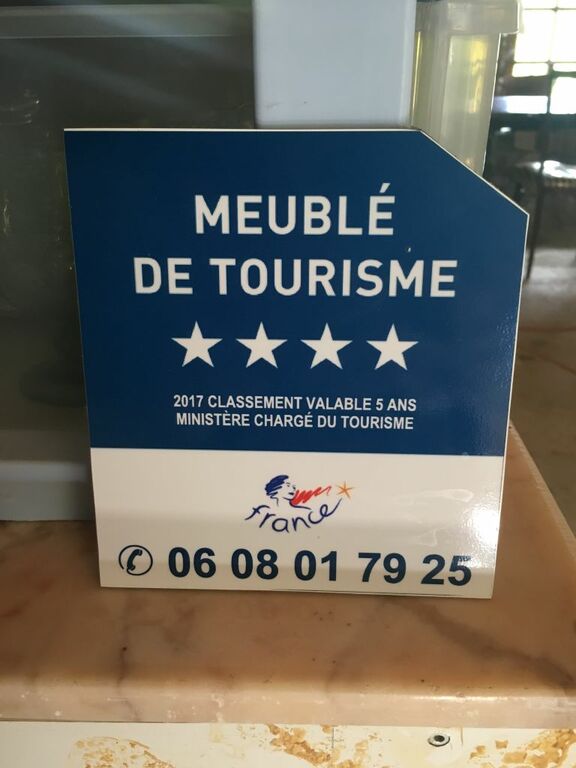 MEUBLÉ
DE TOURISME
2017 CLASSEMENT VALABLE 5 ANS
MINISTÈRE CHARGÉ DU TOURISME
france
06 08 01 79 25